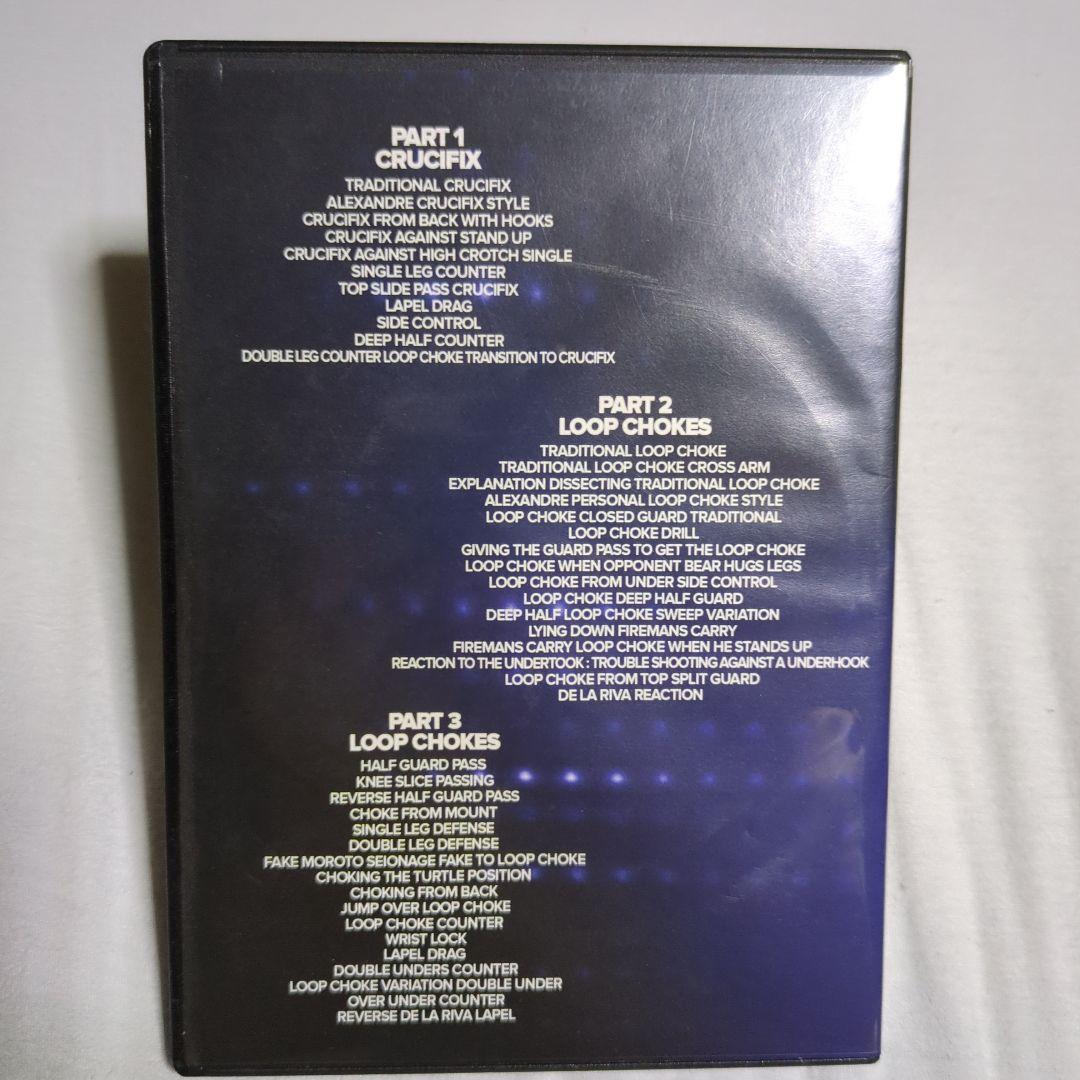 PART 1
CRUCIFIX
TRADITIONAL CRUCIFIX
ALEXANDRE CRUCIFIX STYLE
CRUCIFIX FROM BACK WITH HOOKS
CRUCIFIX AGAINST STAND UP
CRUCIFIX AGAINST HIGH CROTCH SINGLE
SINGLE LEG COUNTER
TOP SLIDE PASS CRUCIFIX
LAPEL DRAG
SIDE CONTROL
DEEP HALF COUNTER
DOUBLE LEG COUNTER LOOP CHOKE TRANSITION TO CRUCIFIX
PART 2
LOOP CHOKES
TRADITIONAL LOOP CHOKE
TRADITIONAL LOOP CHOKE CROSS ARM
EXPLANATION DISSECTING TRADITIONAL LOOP CHOKE
ALEXANDRE PERSONAL LOOP CHOKE STYLE
LOOP CHOKE CLOSED GUARD TRADITIONAL
LOOP CHOKE DRILL
GIVING THE GUARD PASS TO GET THE LOOP CHOKE
LOOP CHOKE WHEN OPPONENT BEAR HUGS LEGS
LOOP CHOKE FROM UNDER SIDE CONTROL
LOOP CHOKE DEEP HALF GUARD
DEEP HALF LOOP CHOKE SWEEP VARIATION
LYING DOWN FIREMANS CARRY
FIREMANS CARRY LOOP CHOKE WHEN HE STANDS UP
REACTION TO THE UNDERTOOK : TROUBLE SHOOTING AGAINST A UNDERHOOK
LOOP CHOKE FROM TOP SPLIT GUARD
DE LA RIVA REACTION
PART 3
LOOP CHOKES
HALF GUARD PASS
KNEE SLICE PASSING
REVERSE HALF GUARD PASS
CHOKE FROM MOUNT
SINGLE LEG DEFENSE
DOUBLE LEG DEFENSE
FAKE MOROTO SEIONAGE FAKE TO LOOP CHOKE
CHOKING THE TURTLE POSITION
CHOKING FROM BACK
JUMP OVER LOOP CHOKE
LOOP CHOKE COUNTER
WRIST LOCK
LAPEL DRAG
DOUBLE UNDERS COUNTER
LOOP CHOKE VARIATION DOUBLE UNDER
OVER UNDER COUNTER
REVERSE DE LA RIVA LAPEL